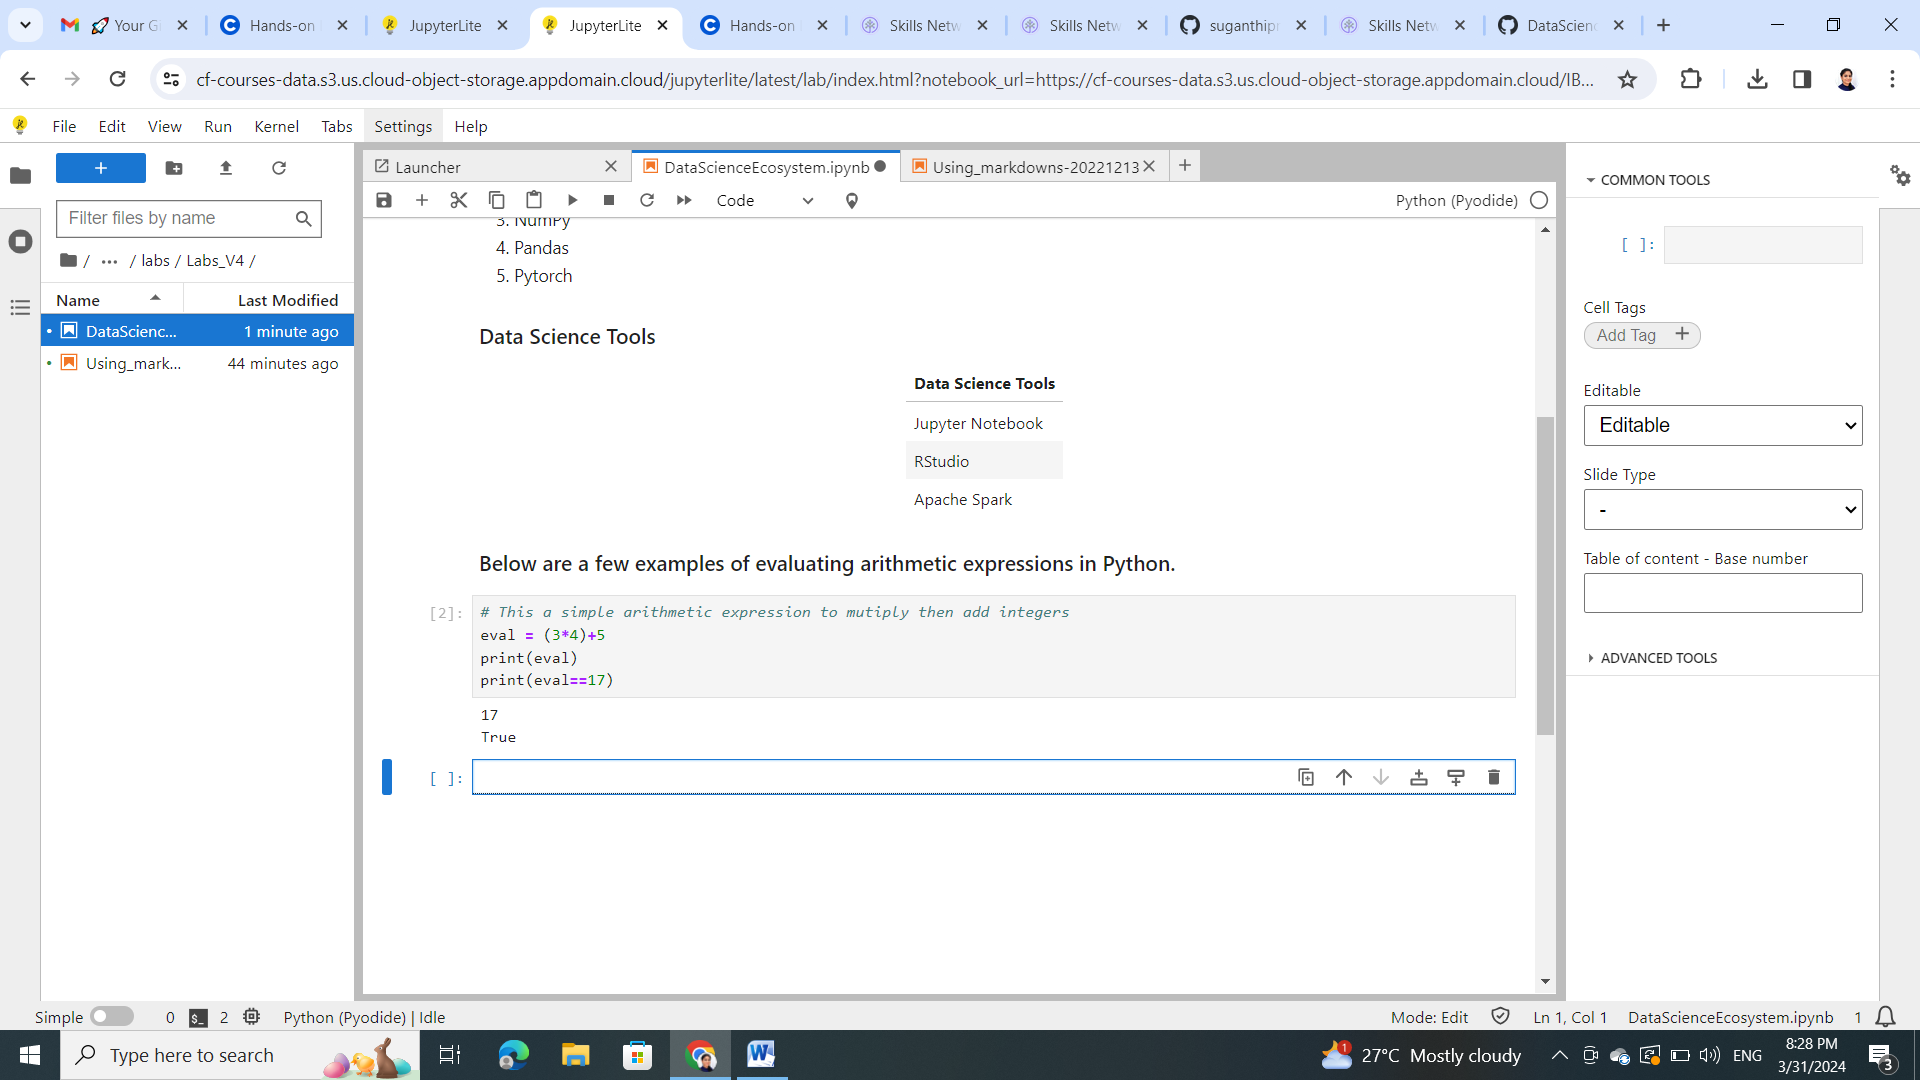 Your Gi
Hands-on
JupyterLite
JupyterLite
Hands-on
Skills Netw
Skills Netw
suganthipr
Skills Netw
DataScienc
cf-courses-data.s3.us.cloud-object-storage.appdomain.cloud/jupyterlite/latest/lab/index.html?notebook_url=https://cf-courses-data.s3.us.cloud-object-storage.appdomain.cloud/IB...
File Edit View Run Kernel Tabs Settings Help
Launcher
DataScienceEcosystem.ipynb
Using_markdowns-20221213
Code
Python (Pyodide)
Filter files by name
/ ... / labs / Labs_V4 /
Name Last Modified
DataScienc... 1 minute ago
Using_mark... 44 minutes ago
3. NumPy
4. Pandas
5. Pytorch
Data Science Tools
Data Science Tools
Jupyter Notebook
RStudio
Apache Spark
Below are a few examples of evaluating arithmetic expressions in Python.
[2]: # This a simple arithmetic expression to mutiply then add integers
eval = (3*4)+5
print(eval)
print(eval==17)
17
True
[ ]:
COMMON TOOLS
[ ]:
Cell Tags
Add Tag +
Editable
Editable
Slide Type
-
Table of content - Base number
ADVANCED TOOLS
Simple 0 $_ 2 Python (Pyodide) | Idle
Mode: Edit Ln 1, Col 1 DataScienceEcosystem.ipynb 1
Type here to search
1 27°C Mostly cloudy
ENG
8:28 PM
3/31/2024
3